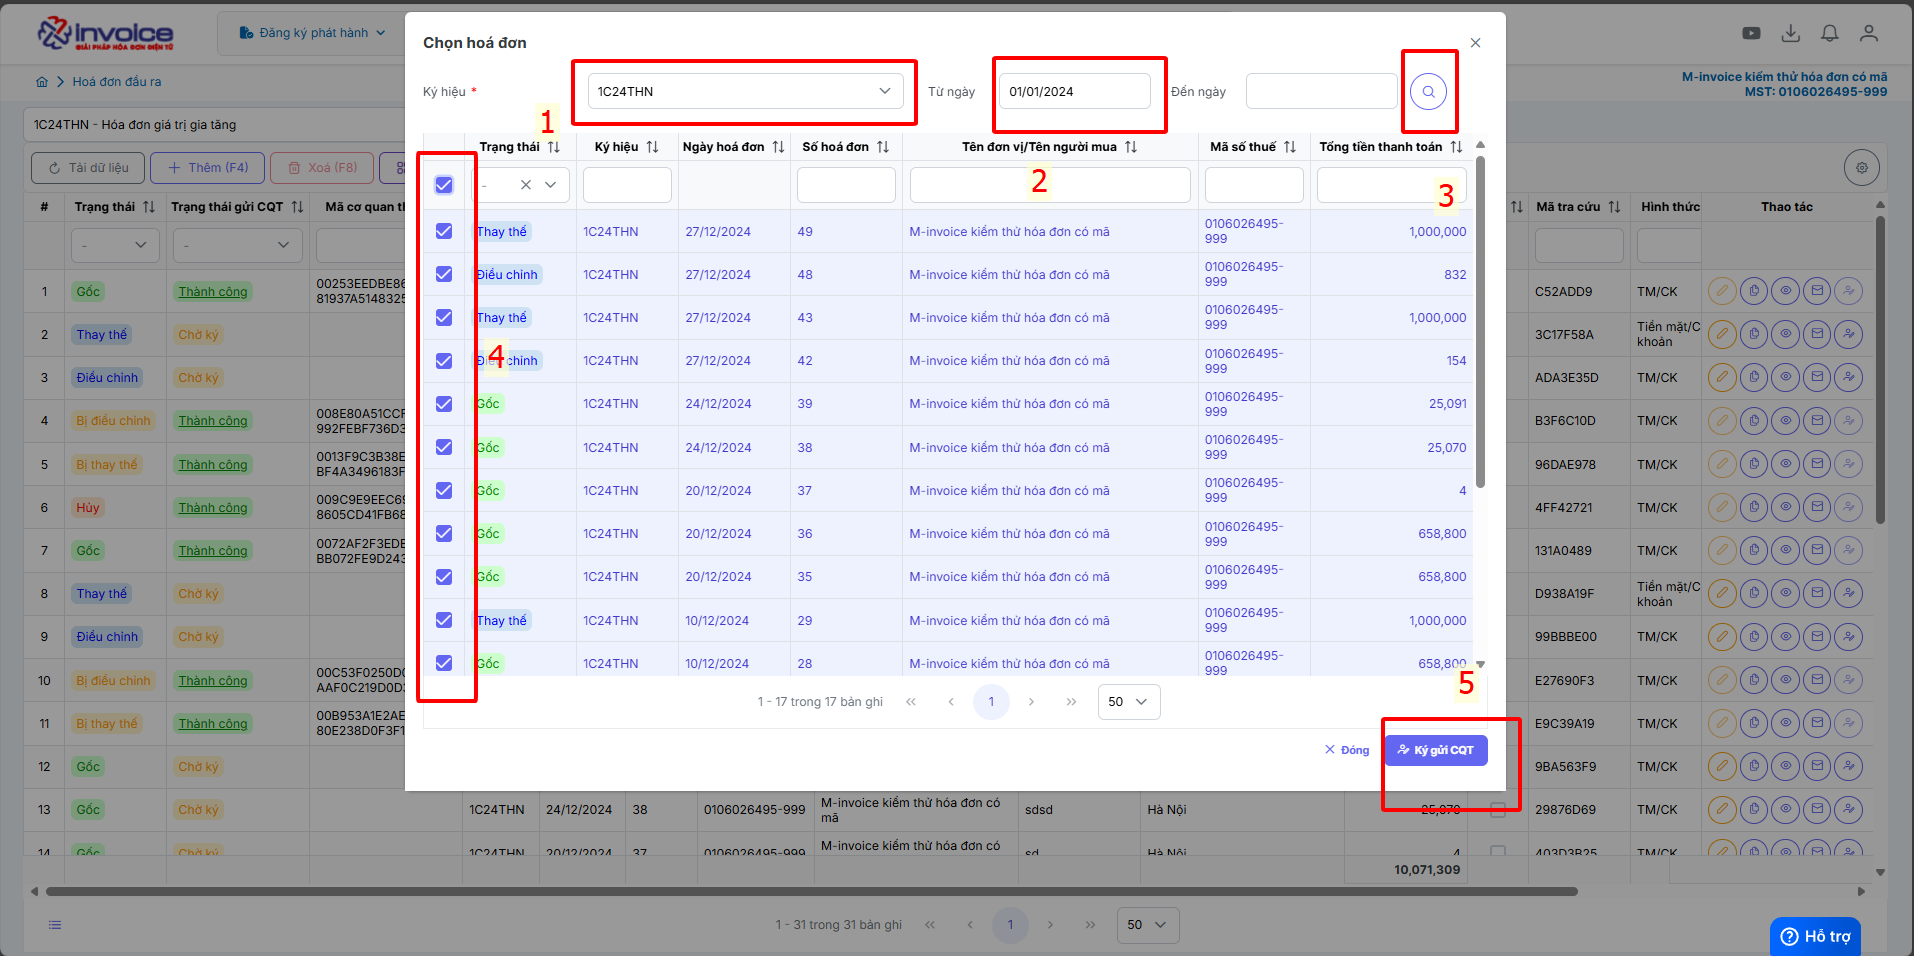 invoice
GIẢI PHÁP HÓA ĐƠN ĐIỆN TỬ
Đăng ký phát hành
Hoá đơn đầu ra
M-invoice kiểm thử hóa đơn có mã
MST: 0106026495-999
1C24THN - Hóa đơn giá trị gia tăng
Tải dữ liệu
Thêm (F4)
Xoá (F8)
Chọn hoá đơn
Ký hiệu *
1C24THN
Từ ngày
01/01/2024
Đến ngày
1
2
3
4
5
Trạng thái Ký hiệu Ngày hoá đơn Số hoá đơn Tên đơn vị/Tên người mua Mã số thuế Tổng tiền thanh toán
-
Thay thế 1C24THN 27/12/2024 49 M-invoice kiểm thử hóa đơn có mã 0106026495-999 1,000,000
Điều chỉnh 1C24THN 27/12/2024 48 M-invoice kiểm thử hóa đơn có mã 0106026495-999 832
Thay thế 1C24THN 27/12/2024 43 M-invoice kiểm thử hóa đơn có mã 0106026495-999 1,000,000
Điều chỉnh 1C24THN 27/12/2024 42 M-invoice kiểm thử hóa đơn có mã 0106026495-999 154
Gốc 1C24THN 24/12/2024 39 M-invoice kiểm thử hóa đơn có mã 0106026495-999 25,091
Gốc 1C24THN 24/12/2024 38 M-invoice kiểm thử hóa đơn có mã 0106026495-999 25,070
Gốc 1C24THN 20/12/2024 37 M-invoice kiểm thử hóa đơn có mã 0106026495-999 4
Gốc 1C24THN 20/12/2024 36 M-invoice kiểm thử hóa đơn có mã 0106026495-999 658,800
Gốc 1C24THN 20/12/2024 35 M-invoice kiểm thử hóa đơn có mã 0106026495-999 658,800
Thay thế 1C24THN 10/12/2024 29 M-invoice kiểm thử hóa đơn có mã 0106026495-999 1,000,000
Gốc 1C24THN 10/12/2024 28 M-invoice kiểm thử hóa đơn có mã 0106026495-999 658,800
1 - 17 trong 17 bản ghi « ‹ 1 › » 50
Đóng
Ký gửi CQT
# Trạng thái Trạng thái gửi CQT Mã cơ quan th Mã tra cứu Hình thức Thao tác
- -
1 Gốc Thành công 00253EEDBE86 81937A5148325 C52ADD9 TM/CK
2 Thay thế Chờ ký 3C17F58A Tiền mặt/C khoản
3 Điều chỉnh Chờ ký ADA3E35D TM/CK
4 Bị điều chỉnh Thành công 008E80A51CCF 992FEBF736D3 B3F6C10D TM/CK
5 Bị thay thế Thành công 0013F9C3B38E BF4A3496183F 96DAE978 TM/CK
6 Hủy Thành công 009C9E9EEC69 8605CD41FB68 4FF42721 TM/CK
7 Gốc Thành công 0072AF2F3EDE BB072FE9D243 131A0489 TM/CK
8 Thay thế Chờ ký D938A19F Tiền mặt/C khoản
9 Điều chỉnh Chờ ký 99BBBE00 TM/CK
10 Bị điều chỉnh Thành công 00C53F0250D0 AAF0C219D0D3 E27690F3 TM/CK
11 Bị thay thế Thành công 00B953A1E2AE 80E238D0F3F1 E9C39A19 TM/CK
12 Gốc Chờ ký 9BA563F9 TM/CK
13 Gốc Chờ ký 1C24THN 24/12/2024 38 0106026495-999 M-invoice kiểm thử hóa đơn có mã sdsd Hà Nội 25,070 29876D69 TM/CK
14 Gốc Chờ ký 1C24THN 20/12/2024 37 0106026495-999 M-invoice kiểm thử hóa đơn có sd Hà Nội 4 403D3B25 TM/CK
10,071,309
1 - 31 trong 31 bản ghi « ‹ 1 › » 50
Hỗ trợ